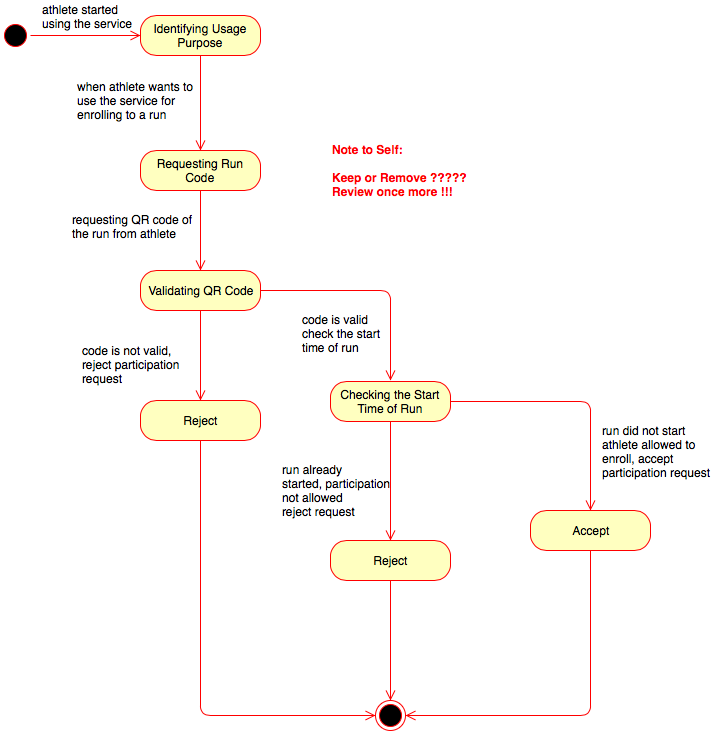 athlete started
using the service
Identifying Usage
Purpose
when athlete wants to
use the service for
enrolling to a run
Requesting Run
Code
Note to Self:
Keep or Remove ?????
Review once more !!!
requesting QR code of
the run from athlete
Validating QR Code
code is valid
check the start
time of run
code is not valid,
reject participation
request
Reject
Checking the Start
Time of Run
run did not start
athlete allowed to
enroll, accept
participation request
run already
started, participation
not allowed
reject request
Accept
Reject